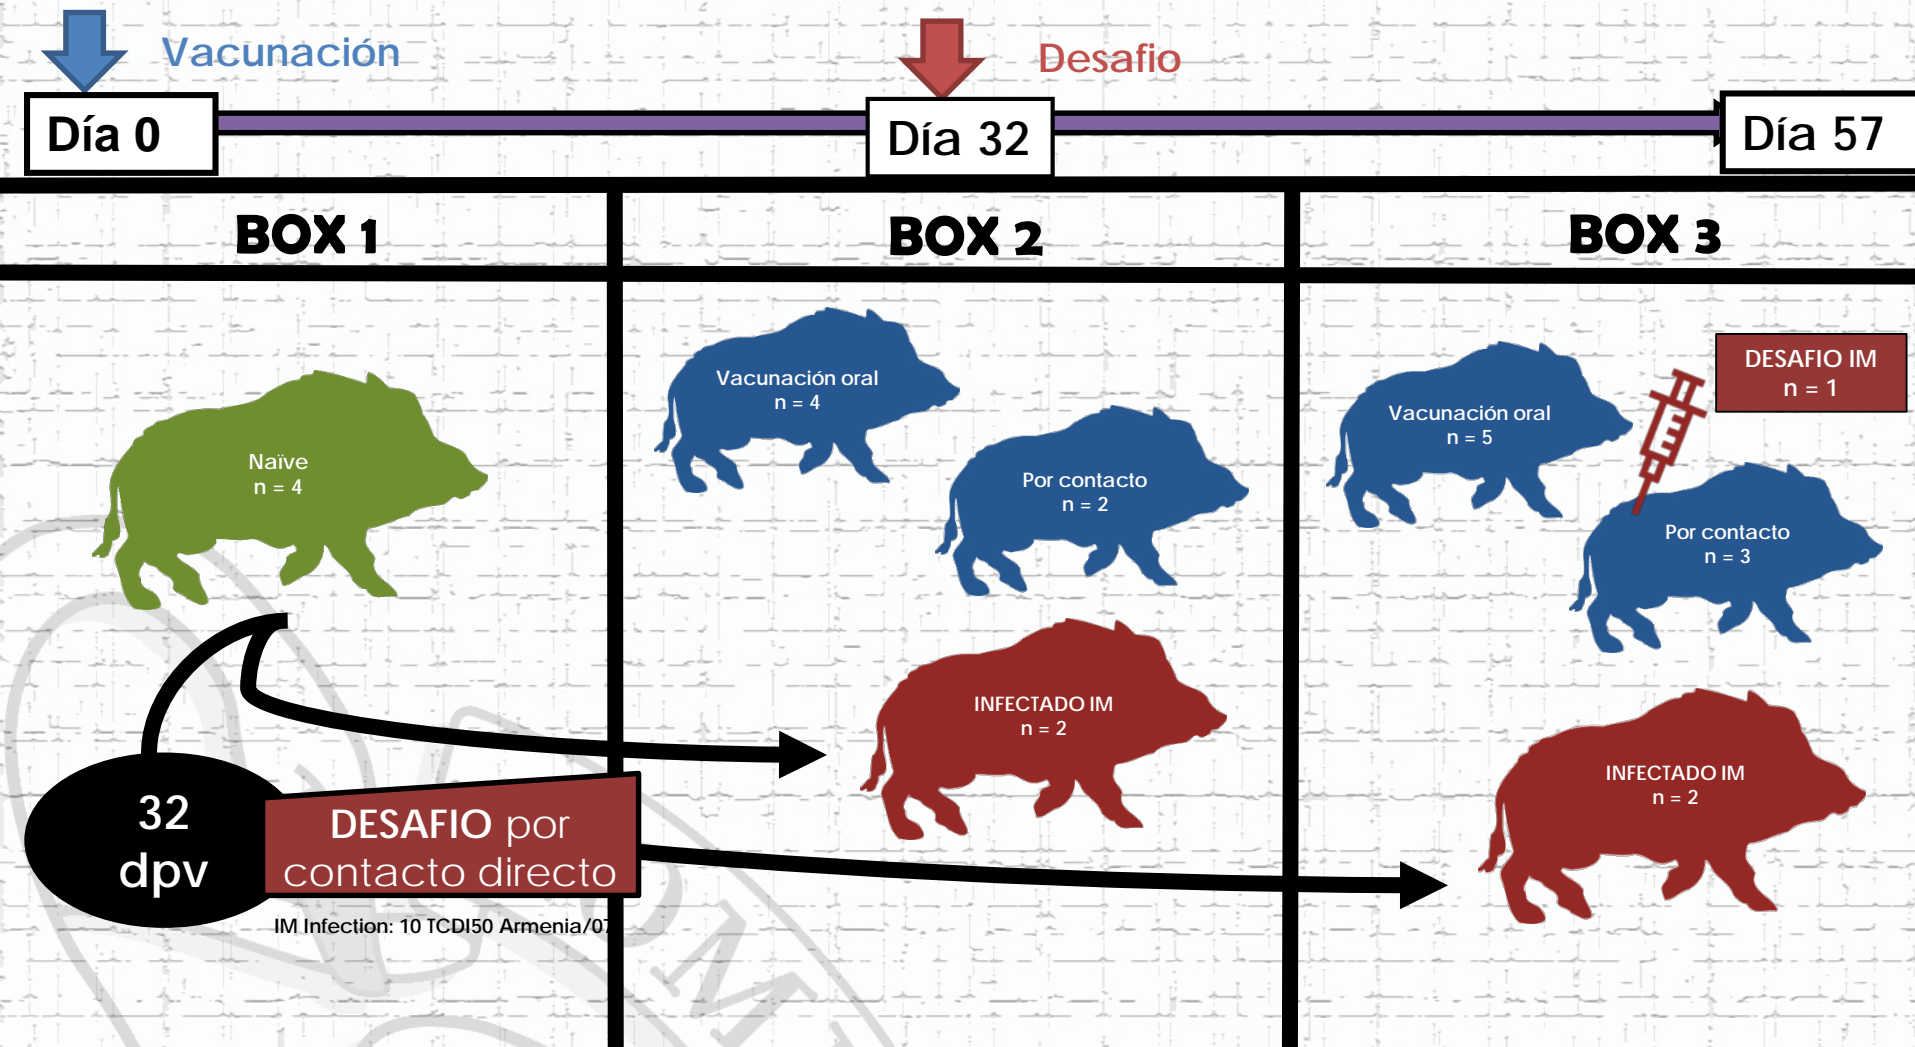 Vacunación
Desafio
Día 0
Día 32
Día 57
BOX 1
BOX 2
BOX 3
Naïve
n = 4
Vacunación oral
n = 4
Por contacto
n = 2
INFECTADO IM
n = 2
Vacunación oral
n = 5
DESAFIO IM
n = 1
Por contacto
n = 3
INFECTADO IM
n = 2
32
dpv
DESAFIO por
contacto directo
IM Infection: 10 TCDI50 Armenia/07